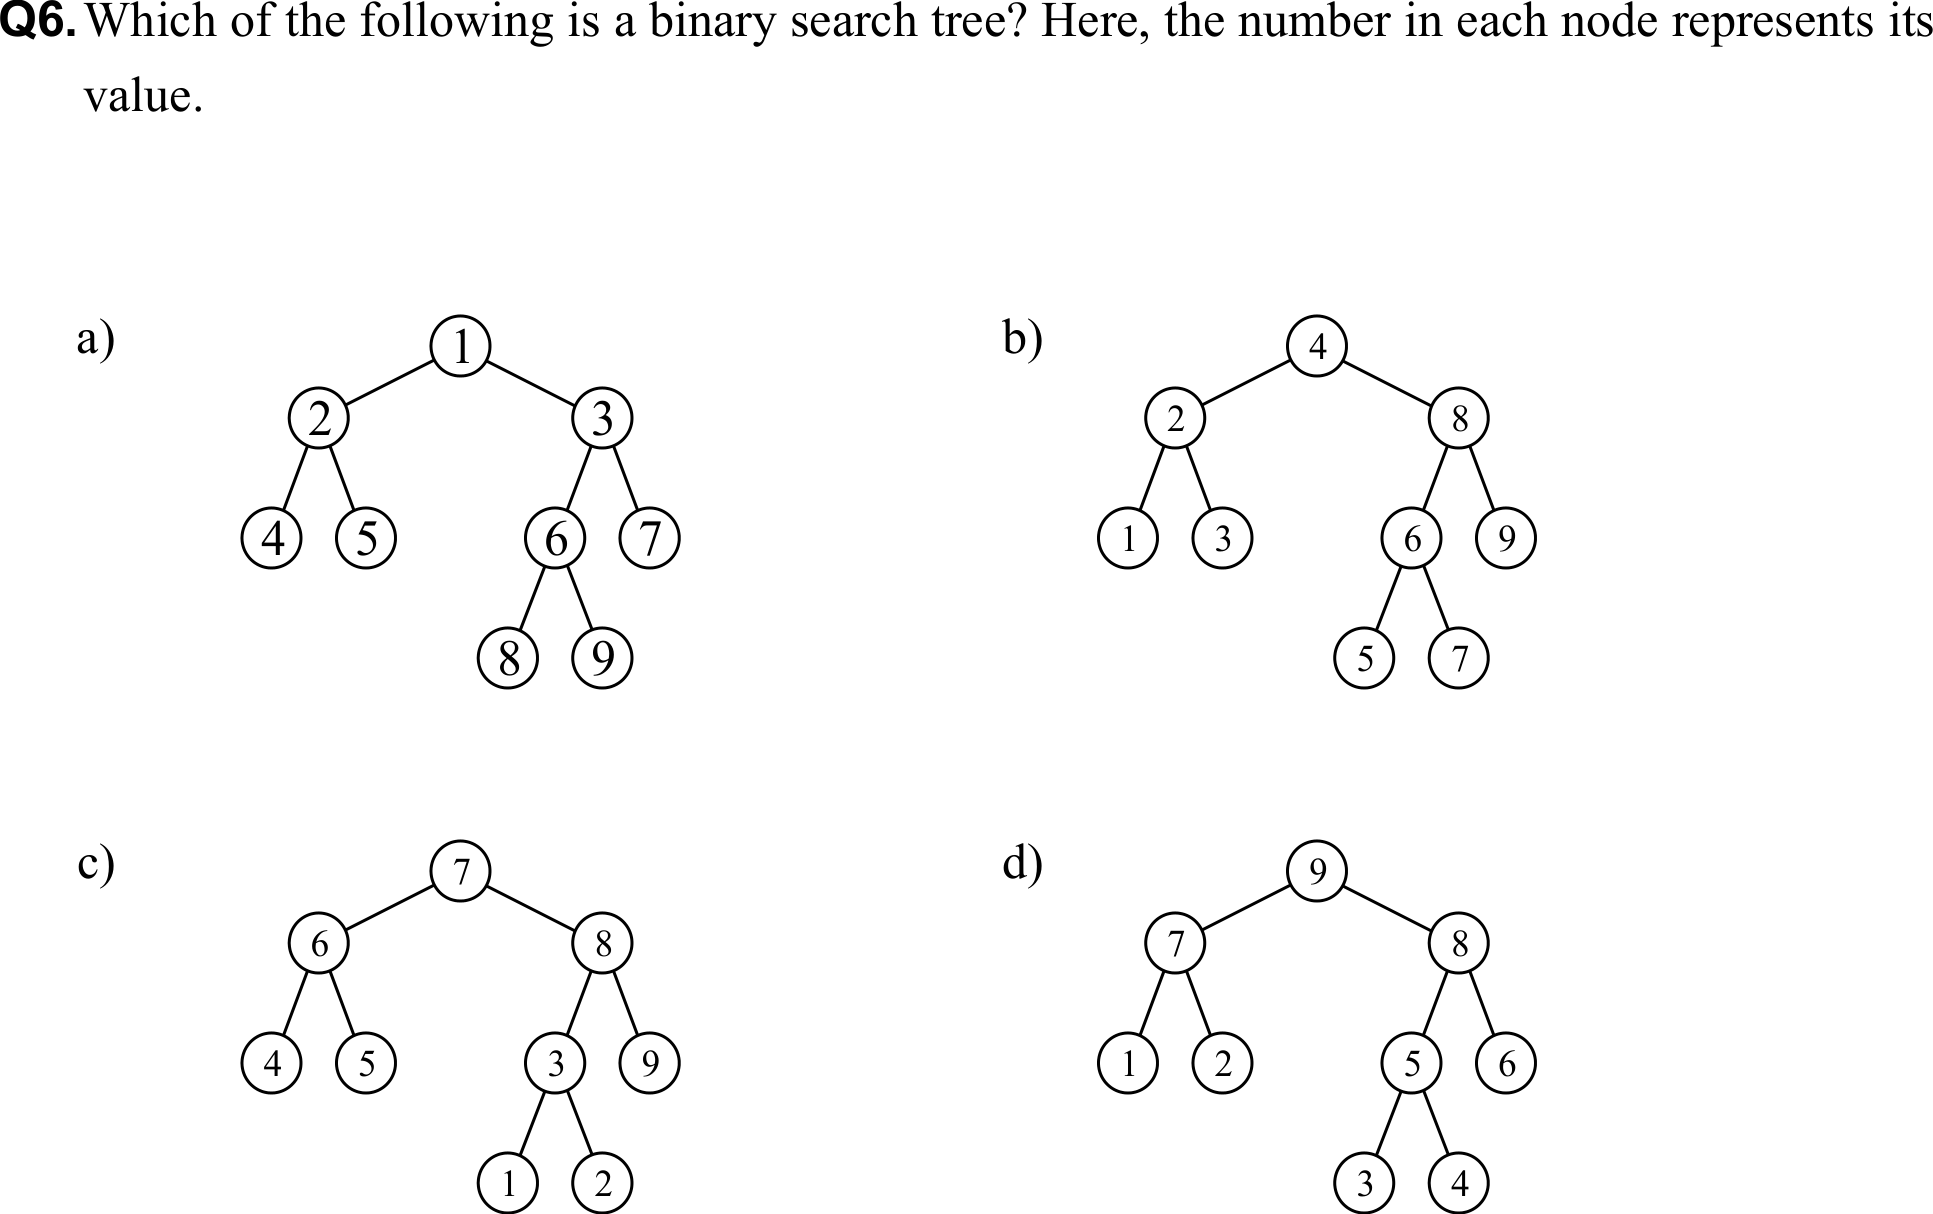 Q6. Which of the following is a binary search tree? Here, the number in each node represents its
value.
a)
1
2 3
4 5 6 7
8 9
b)
4
2 8
1 3 6 9
5 7
c)
7
6 8
4 5 3 9
1 2
d)
9
7 8
1 2 5 6
3 4